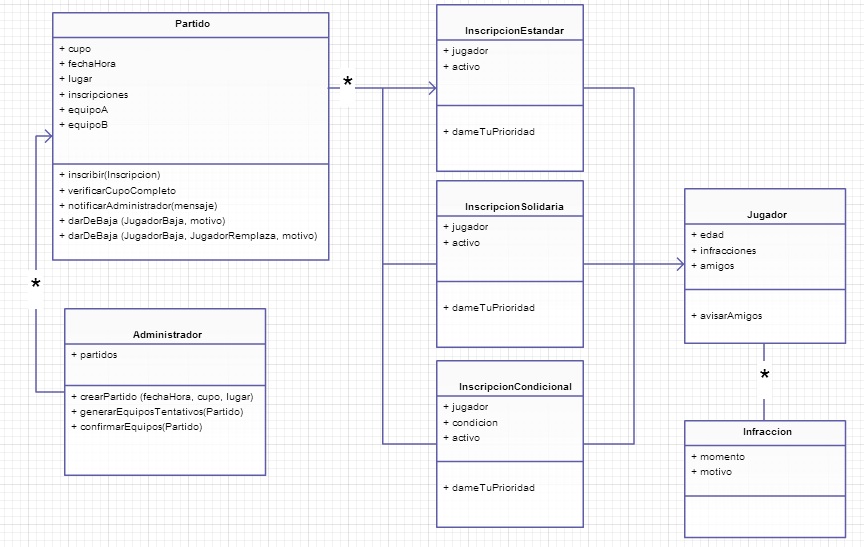 Partido
+ cupo
+ fechaHora
+ lugar
+ inscripciones
+ equipoA
+ equipoB
+ inscribir(Inscripcion)
+ verificarCupoCompleto
+ notificarAdministrador(mensaje)
+ darDeBaja (JugadorBaja, motivo)
+ darDeBaja (JugadorBaja, JugadorRemplaza, motivo)
*
*
Administrador
+ partidos
+ crearPartido (fechaHora, cupo, lugar)
+ generarEquiposTentativos(Partido)
+ confirmarEquipos(Partido)
InscripcionEstandar
+ jugador
+ activo
+ dameTuPrioridad
InscripcionSolidaria
+ jugador
+ activo
+ dameTuPrioridad
InscripcionCondicional
+ jugador
+ condicion
+ activo
+ dameTuPrioridad
Jugador
+ edad
+ infracciones
+ amigos
+ avisarAmigos
*
Infraccion
+ momento
+ motivo